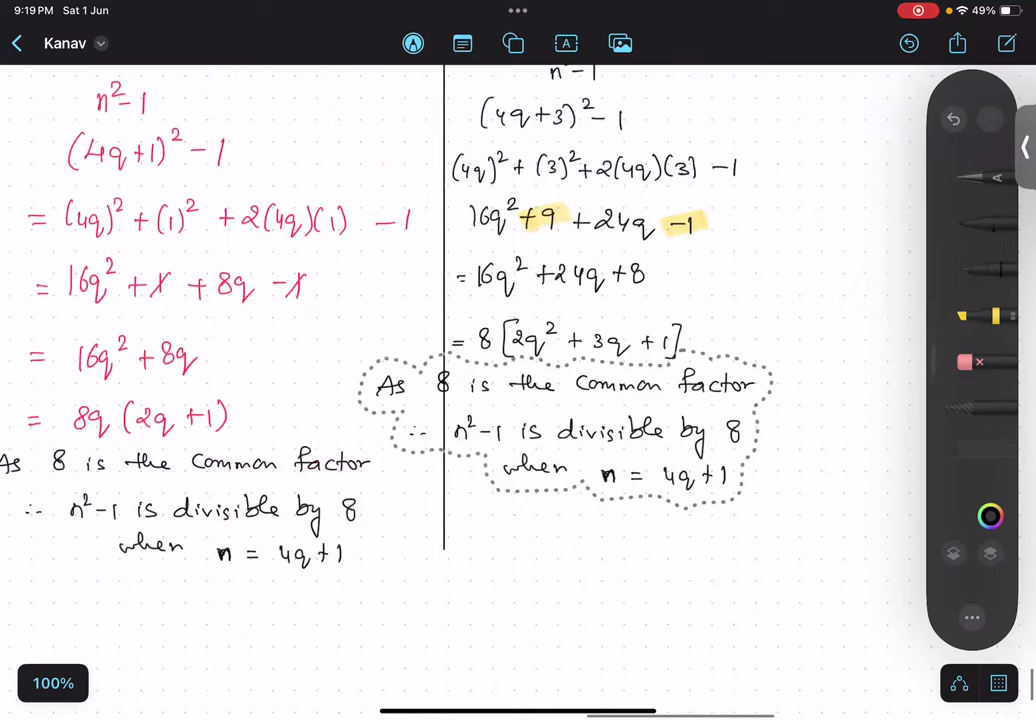 9:19 PM Sat 1 Jun
49%
Kanav
n² - 1
(4q + 1)² - 1
= (4q)² + (1)² + 2(4q)(1) - 1
= 16q² + 1 + 8q - 1
= 16q² + 8q
= 8q (2q + 1)
As 8 is the Common factor
∴ n² - 1 is divisible by 8
when n = 4q + 1
n² - 1
(4q + 3)² - 1
(4q)² + (3)² + 2(4q)(3) - 1
16q² + 9 + 24q - 1
= 16q² + 24q + 8
= 8 [2q² + 3q + 1]
As 8 is the Common factor
∴ n² - 1 is divisible by 8
when n = 4q + 1
100%